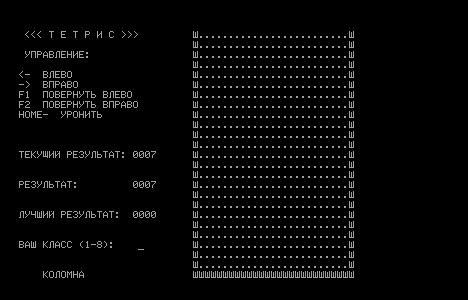 <<< Т Е Т Р И С >>>
УПРАВЛЕНИЕ:
<- ВЛЕВО
-> ВПРАВО
F1 ПОВЕРНУТЬ ВЛЕВО
F2 ПОВЕРНУТЬ ВПРАВО
HOME- УРОНИТЬ
ТЕКУЩИЙ РЕЗУЛЬТАТ: 0007
РЕЗУЛЬТАТ: 0007
ЛУЧШИЙ РЕЗУЛЬТАТ: 0000
ВАШ КЛАСС (1-8): _
КОЛОМНА